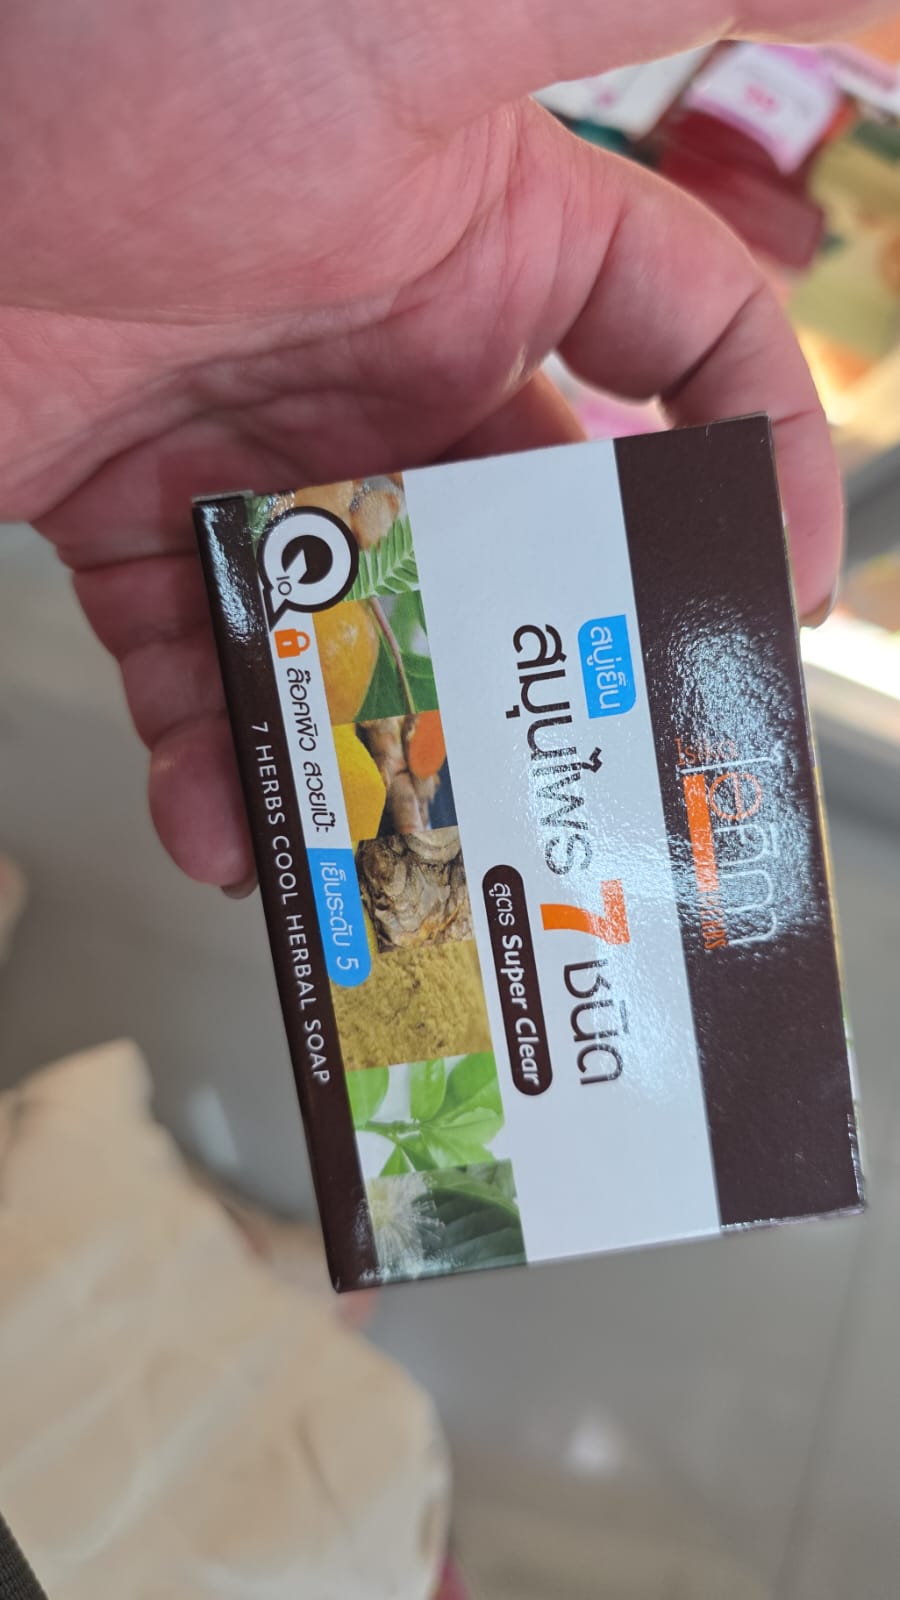 สบู่เย็น
สมุนไพร 7 ชนิด
สูตร Super Clear
Q10 ล็อคผิว สวยเป๊ะ เย็นระดับ 5
7 HERBS COOL HERBAL SOAP